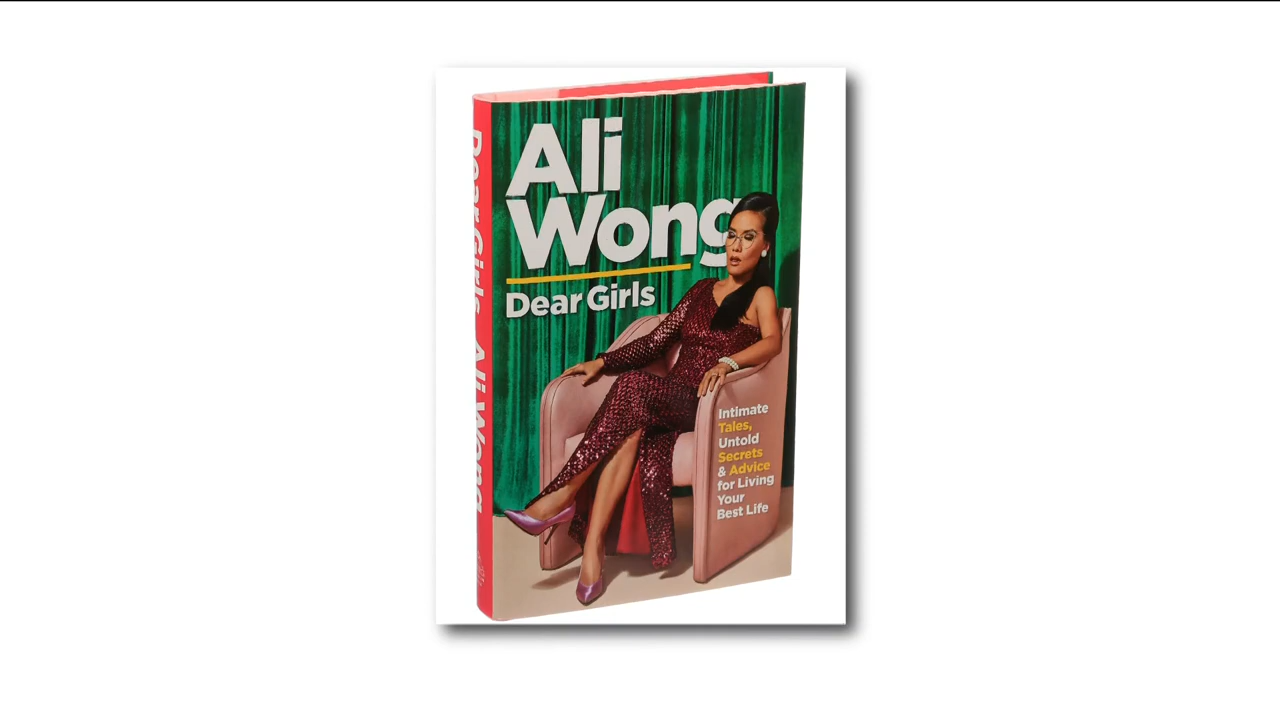 Ali
Wong
Dear Girls
Intimate
Tales,
Untold
Secrets
& Advice
for Living
Your
Best Life
Dear Girls Ali Wong